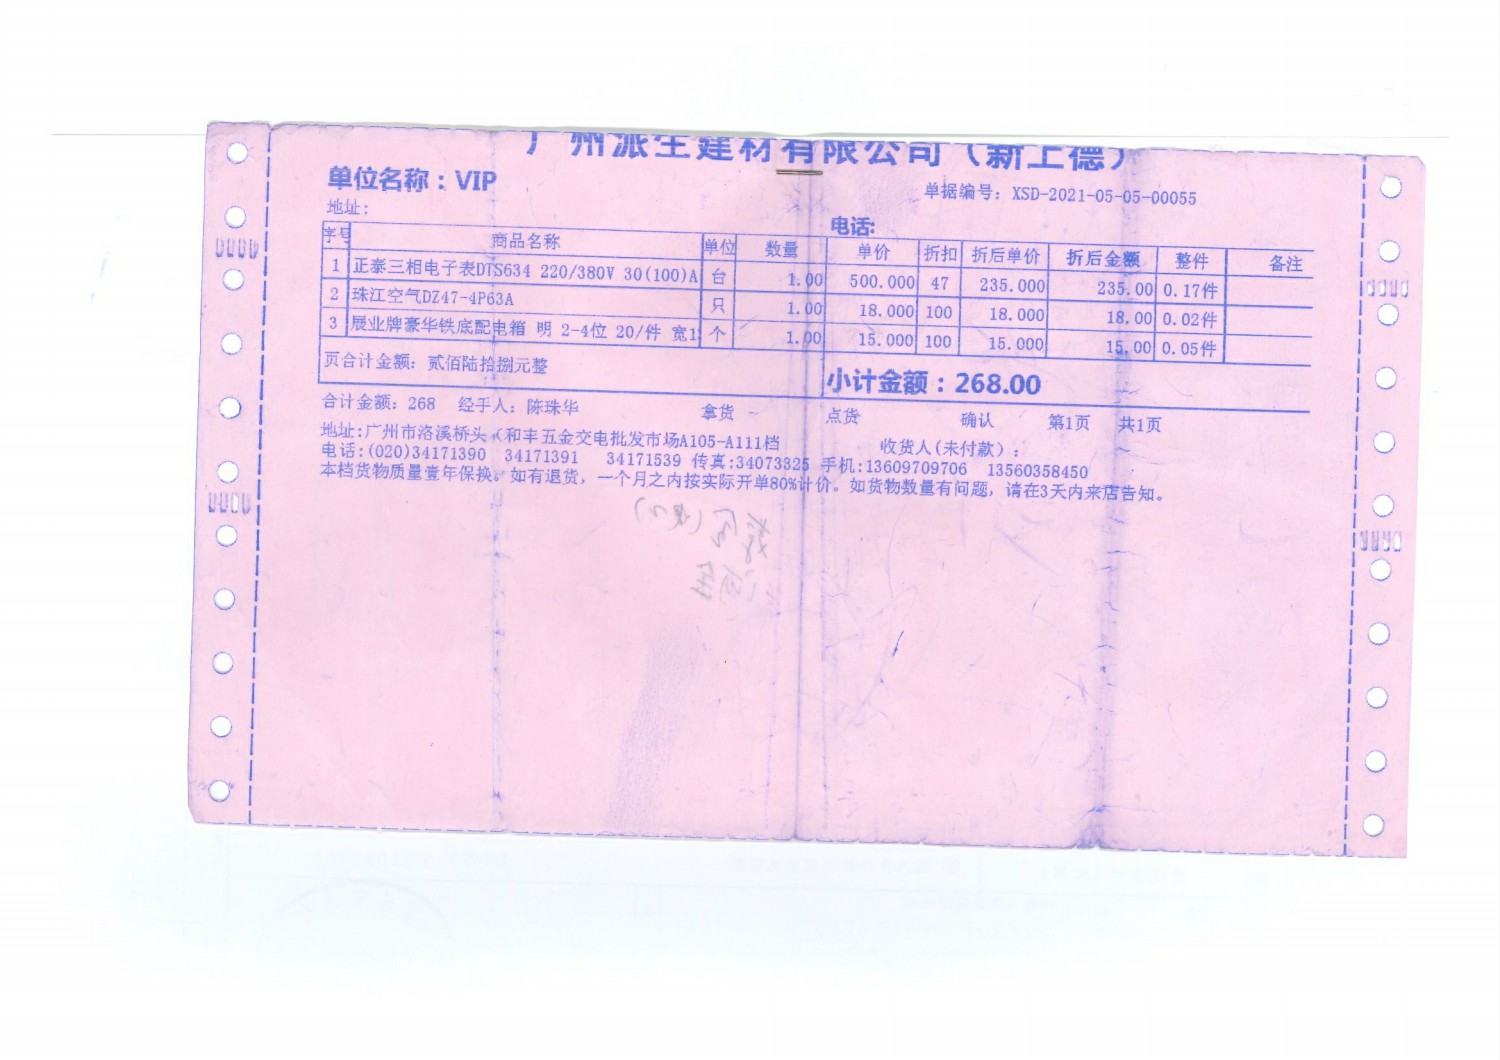 广州派生建材有限公司（新上德）
单位名称：VIP
单据编号：XSD-2021-05-05-00055
地址：
电话:
序号 商品名称 单位 数量 单价 折扣 折后单价 折后金额 整件 备注
1 正泰三相电子表DTS634 220/380V 30(100)A 台 1.00 500.000 47 235.000 235.00 0.17件
2 珠江空气DZ47-4P63A 只 1.00 18.000 100 18.000 18.00 0.02件
3 展业牌豪华铁底配电箱 明 2-4位 20/件 宽1 个 1.00 15.000 100 15.000 15.00 0.05件
页合计金额：贰佰陆拾捌元整 小计金额：268.00
合计金额：268 经手人：陈珠华 拿货 点货 确认 第1页 共1页
地址:广州市洛溪桥头（和丰五金交电批发市场A105-A111档 收货人(未付款)：
电话:(020)34171390 34171391 34171539 传真:34073325 手机:13609709706 13560358450
本档货物质量壹年保换。如有退货，一个月之内按实际开单80%计价。如货物数量有问题，请在3天内来店告知。